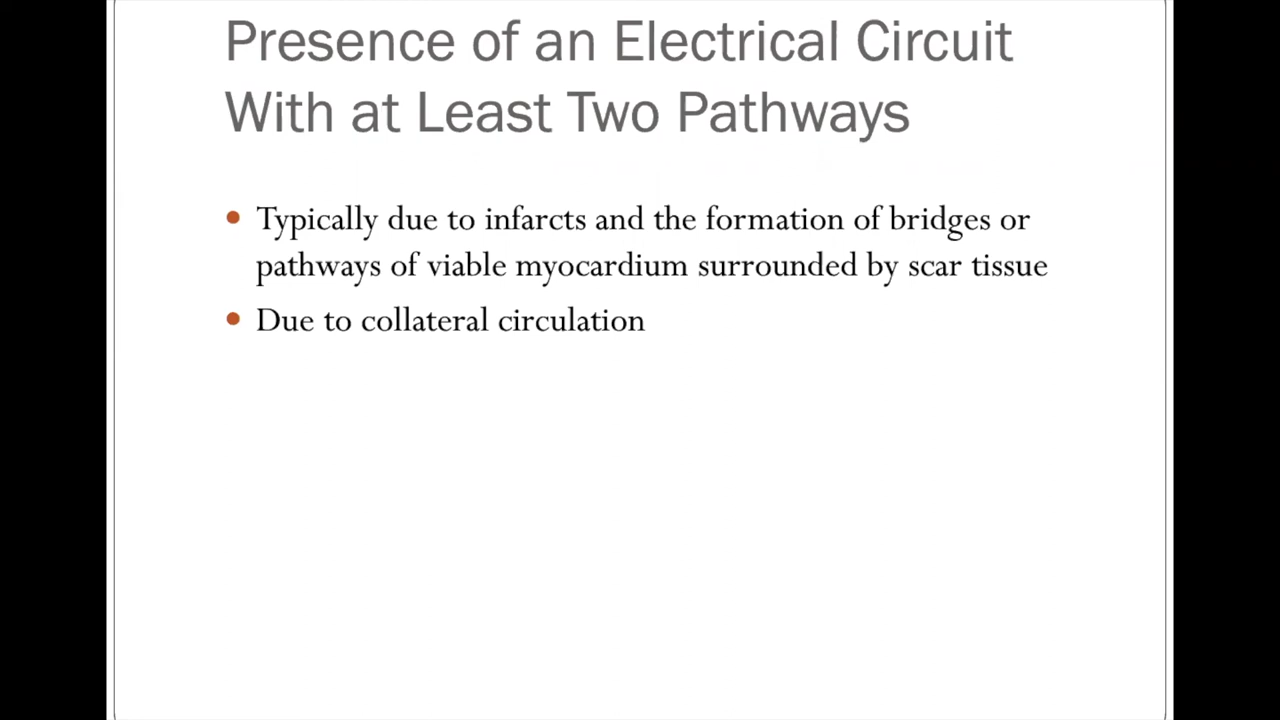 Presence of an Electrical Circuit
With at Least Two Pathways
• Typically due to infarcts and the formation of bridges or
pathways of viable myocardium surrounded by scar tissue
• Due to collateral circulation